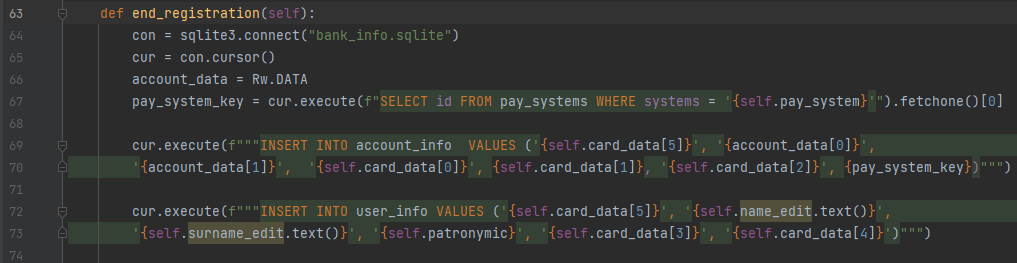 63 def end_registration(self):
64 con = sqlite3.connect("bank_info.sqlite")
65 cur = con.cursor()
66 account_data = Rw.DATA
67 pay_system_key = cur.execute(f"SELECT id FROM pay_systems WHERE systems = '{self.pay_system}'").fetchone()[0]
68
69 cur.execute(f"""INSERT INTO account_info  VALUES ('{self.card_data[5]}', '{account_data[0]}',
70 '{account_data[1]}',  '{self.card_data[0]}', {self.card_data[1]}, '{self.card_data[2]}', {pay_system_key})""")
71
72 cur.execute(f"""INSERT INTO user_info VALUES ('{self.card_data[5]}', '{self.name_edit.text()}',
73 '{self.surname_edit.text()}', '{self.patronymic}', '{self.card_data[3]}', '{self.card_data[4]}')""")
74